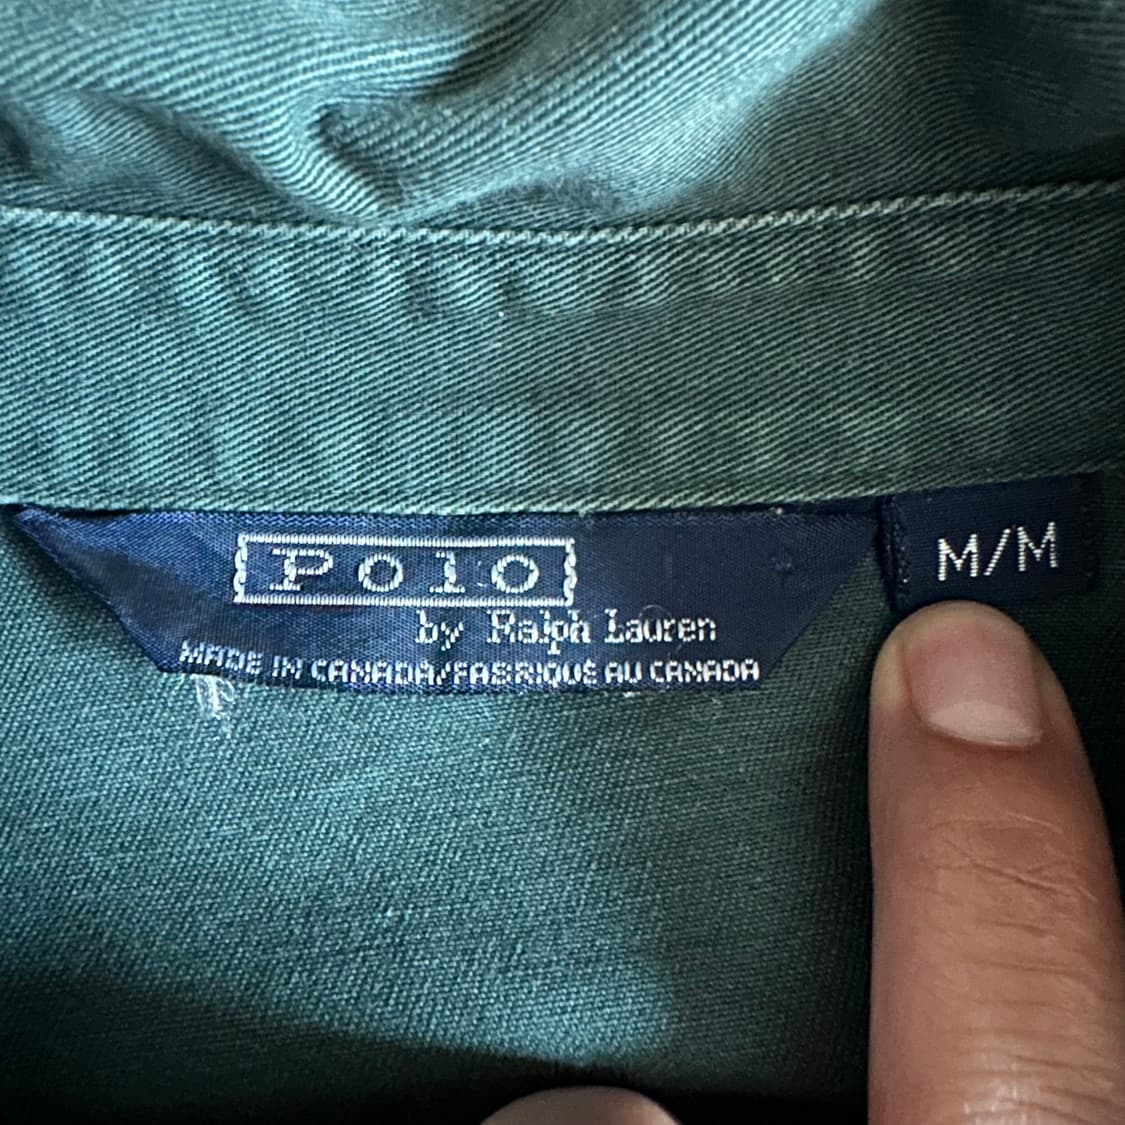 Polo
by Ralph Lauren
MADE IN CANADA/FABRIQUÉ AU CANADA
M/M